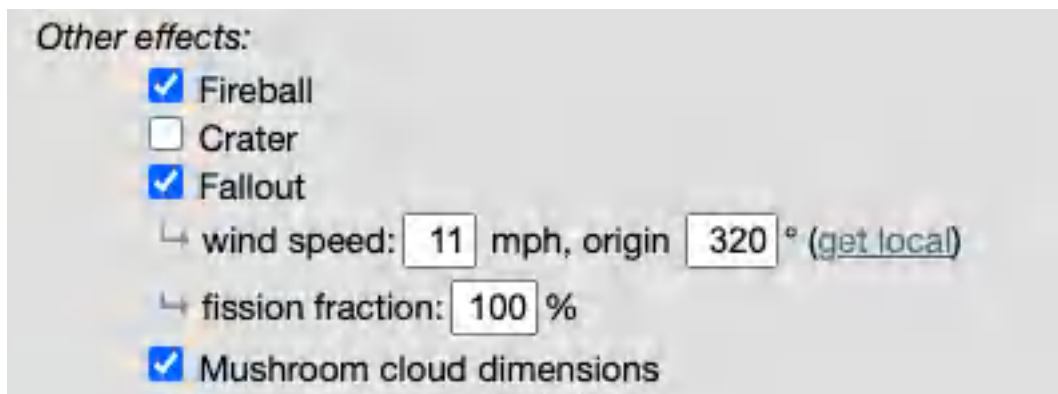 Other effects:
Fireball
Crater
Fallout
wind speed: 11 mph, origin 320 ° (get local)
fission fraction: 100 %
Mushroom cloud dimensions